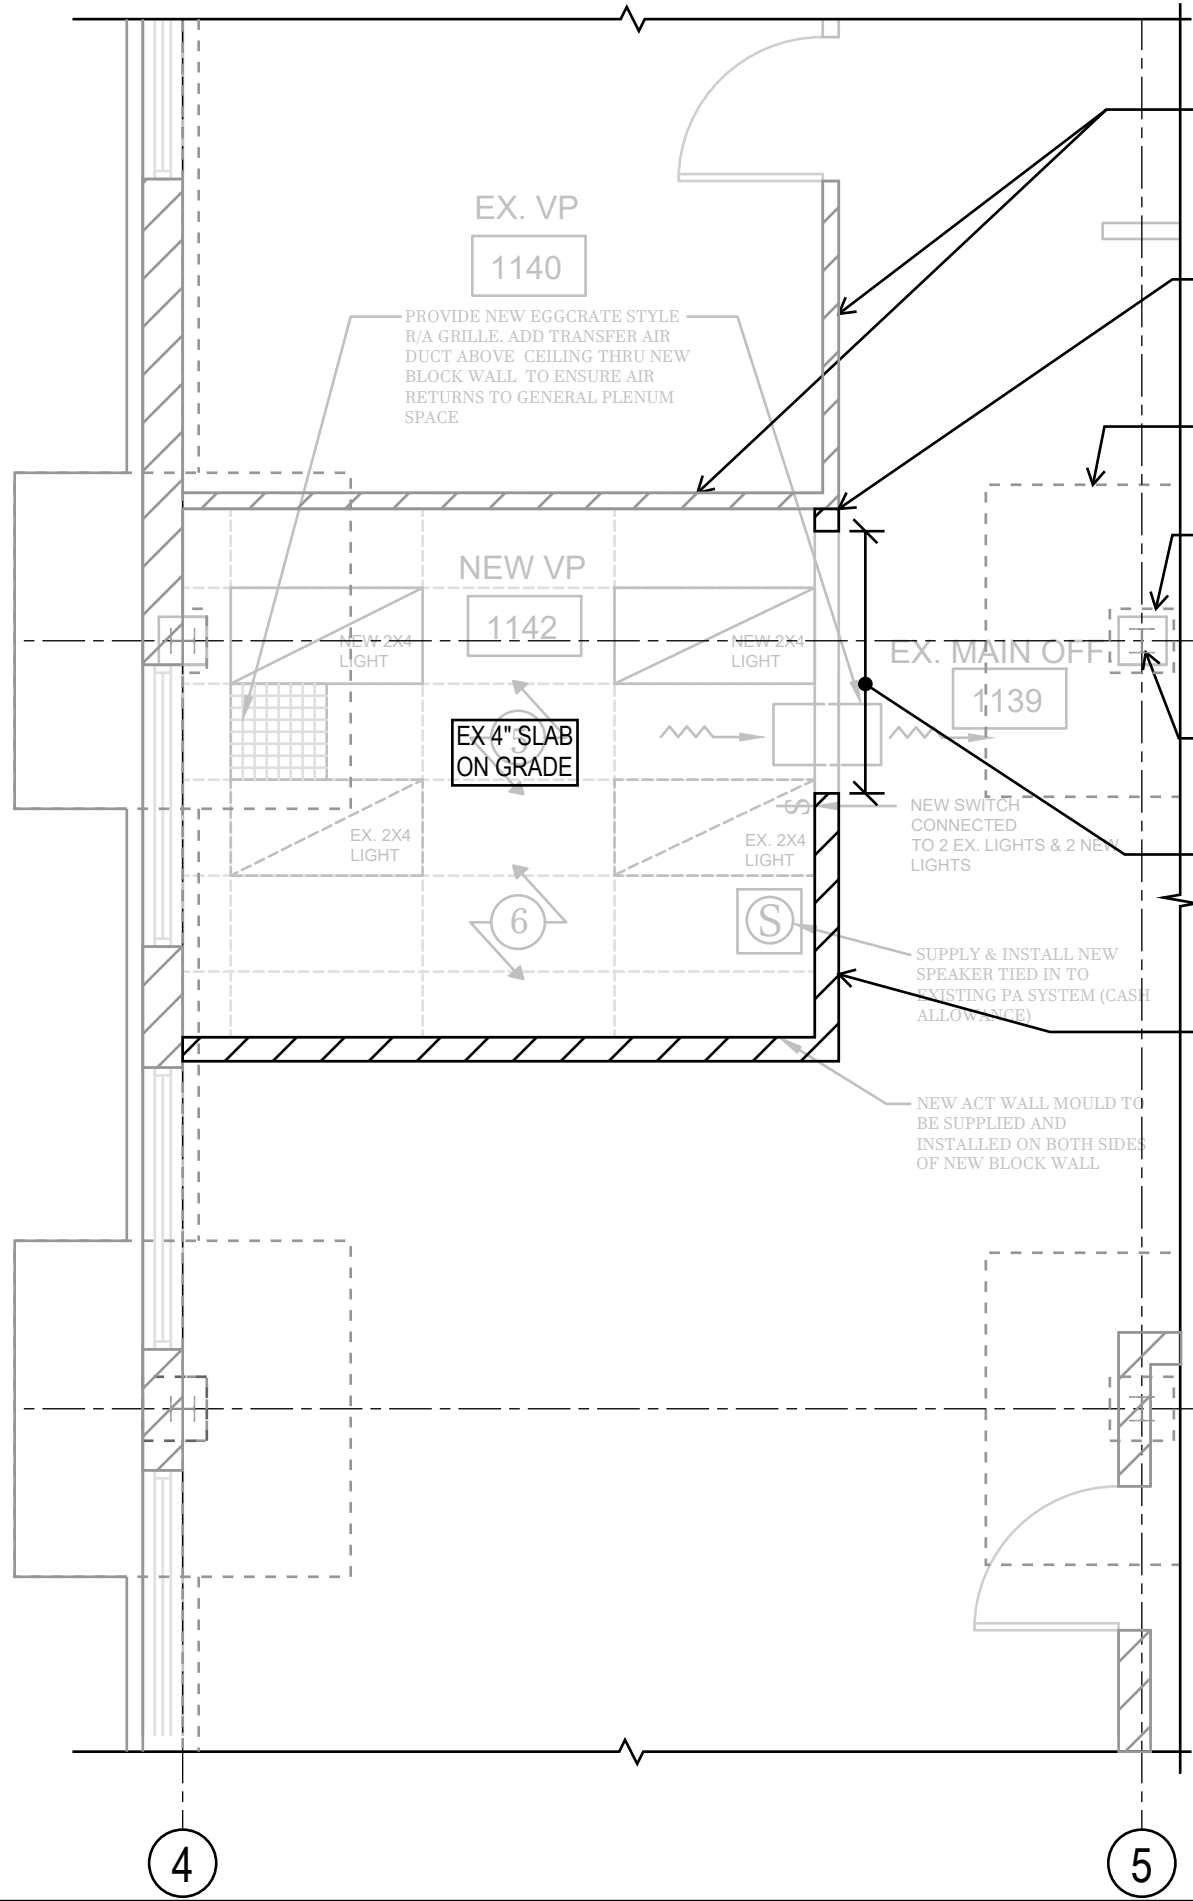 EX. VP
1140
PROVIDE NEW EGGCRATE STYLE
R/A GRILLE. ADD TRANSFER AIR
DUCT ABOVE CEILING THRU NEW
BLOCK WALL TO ENSURE AIR
RETURNS TO GENERAL PLENUM
SPACE
NEW VP
1142
NEW 2X4
LIGHT
NEW 2X4
LIGHT
EX. MAIN OFF
1139
5
EX 4" SLAB
ON GRADE
S
NEW SWITCH
CONNECTED
TO 2 EX. LIGHTS & 2 NEW
LIGHTS
EX. 2X4
LIGHT
EX. 2X4
LIGHT
6
S
SUPPLY & INSTALL NEW
SPEAKER TIED IN TO
EXISTING PA SYSTEM (CASH
ALLOWANCE)
NEW ACT WALL MOULD TO
BE SUPPLIED AND
INSTALLED ON BOTH SIDES
OF NEW BLOCK WALL
4
5